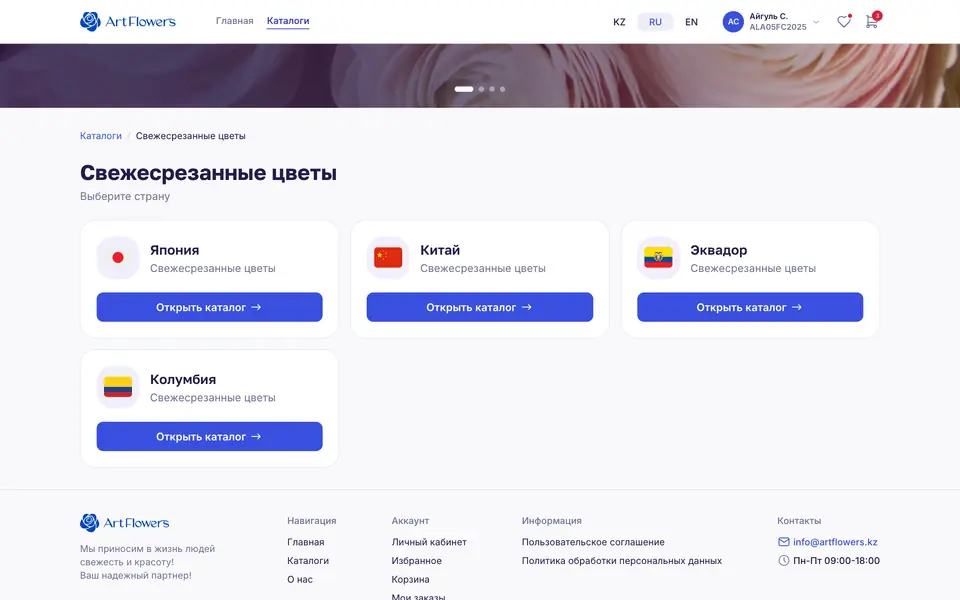 ArtFlowers
Главная
Каталоги
KZ
RU
EN
AC
Айгуль С.
ALA05FC2025
3
Каталоги / Свежесрезанные цветы
Свежесрезанные цветы
Выберите страну
Япония
Свежесрезанные цветы
Открыть каталог →
Китай
Свежесрезанные цветы
Открыть каталог →
Эквадор
Свежесрезанные цветы
Открыть каталог →
Колумбия
Свежесрезанные цветы
Открыть каталог →
ArtFlowers
Мы приносим в жизнь людей
свежесть и красоту!
Ваш надежный партнер!
Навигация
Главная
Каталоги
О нас
Аккаунт
Личный кабинет
Избранное
Корзина
Мои заказы
Информация
Пользовательское соглашение
Политика обработки персональных данных
Контакты
info@artflowers.kz
Пн-Пт 09:00-18:00